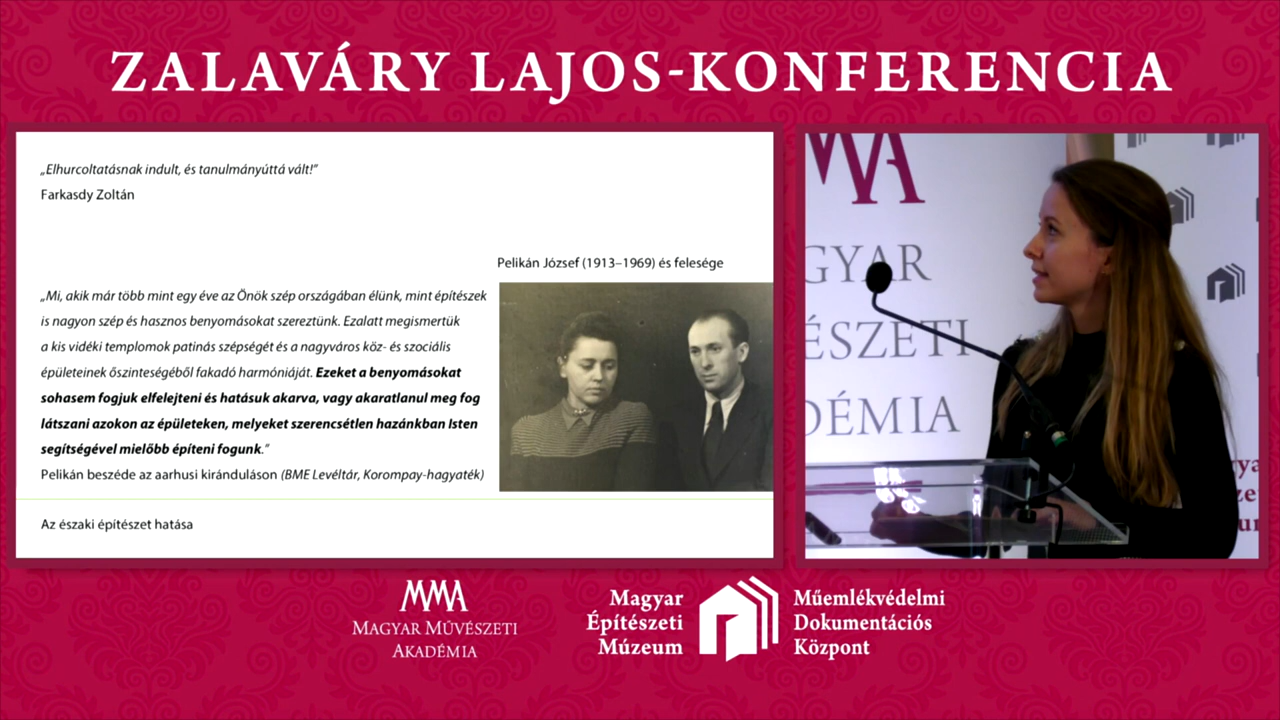 ZALAVÁRY LAJOS-KONFERENCIA
„Elhurcoltatásnak indult, és tanulmányúttá vált!”
Farkasdy Zoltán
Pelikán József (1913–1969) és felesége
„Mi, akik már több mint egy éve az Önök szép országában élünk, mint építészek
is nagyon szép és hasznos benyomásokat szereztünk. Ezalatt megismertük
a kis vidéki templomok patinás szépségét és a nagyváros köz- és szociális
épületeinek őszinteségéből fakadó harmóniáját. Ezeket a benyomásokat
sohasem fogjuk elfelejteni és hatásuk akarva, vagy akaratlanul meg fog
látszani azokon az épületeken, melyeket szerencsétlen hazánkban Isten
segítségével mielőbb építeni fogunk.”
Pelikán beszéde az aarhusi kiránduláson (BME Levéltár, Korompay-hagyaték)
Az északi építészet hatása
MMA
GYAR
ÉSZETI
DÉMIA
MMA
MAGYAR MŰVÉSZETI
AKADÉMIA
Magyar
Építészeti
Múzeum
Műemlékvédelmi
Dokumentációs
Központ